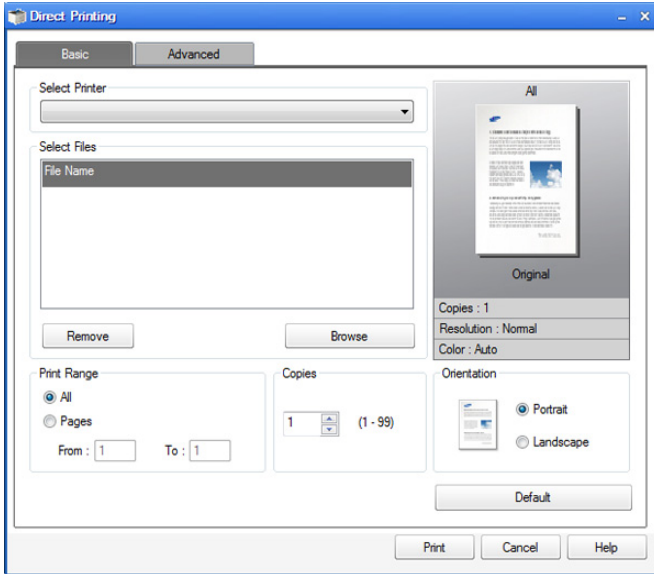 Direct Printing
Basic
Advanced
Select Printer
Select Files
File Name
Remove
Browse
All
Original
Copies : 1
Resolution : Normal
Color : Auto
Print Range
All
Pages
From : 1 To : 1
Copies
1 (1 - 99)
Orientation
Portrait
Landscape
Default
Print
Cancel
Help